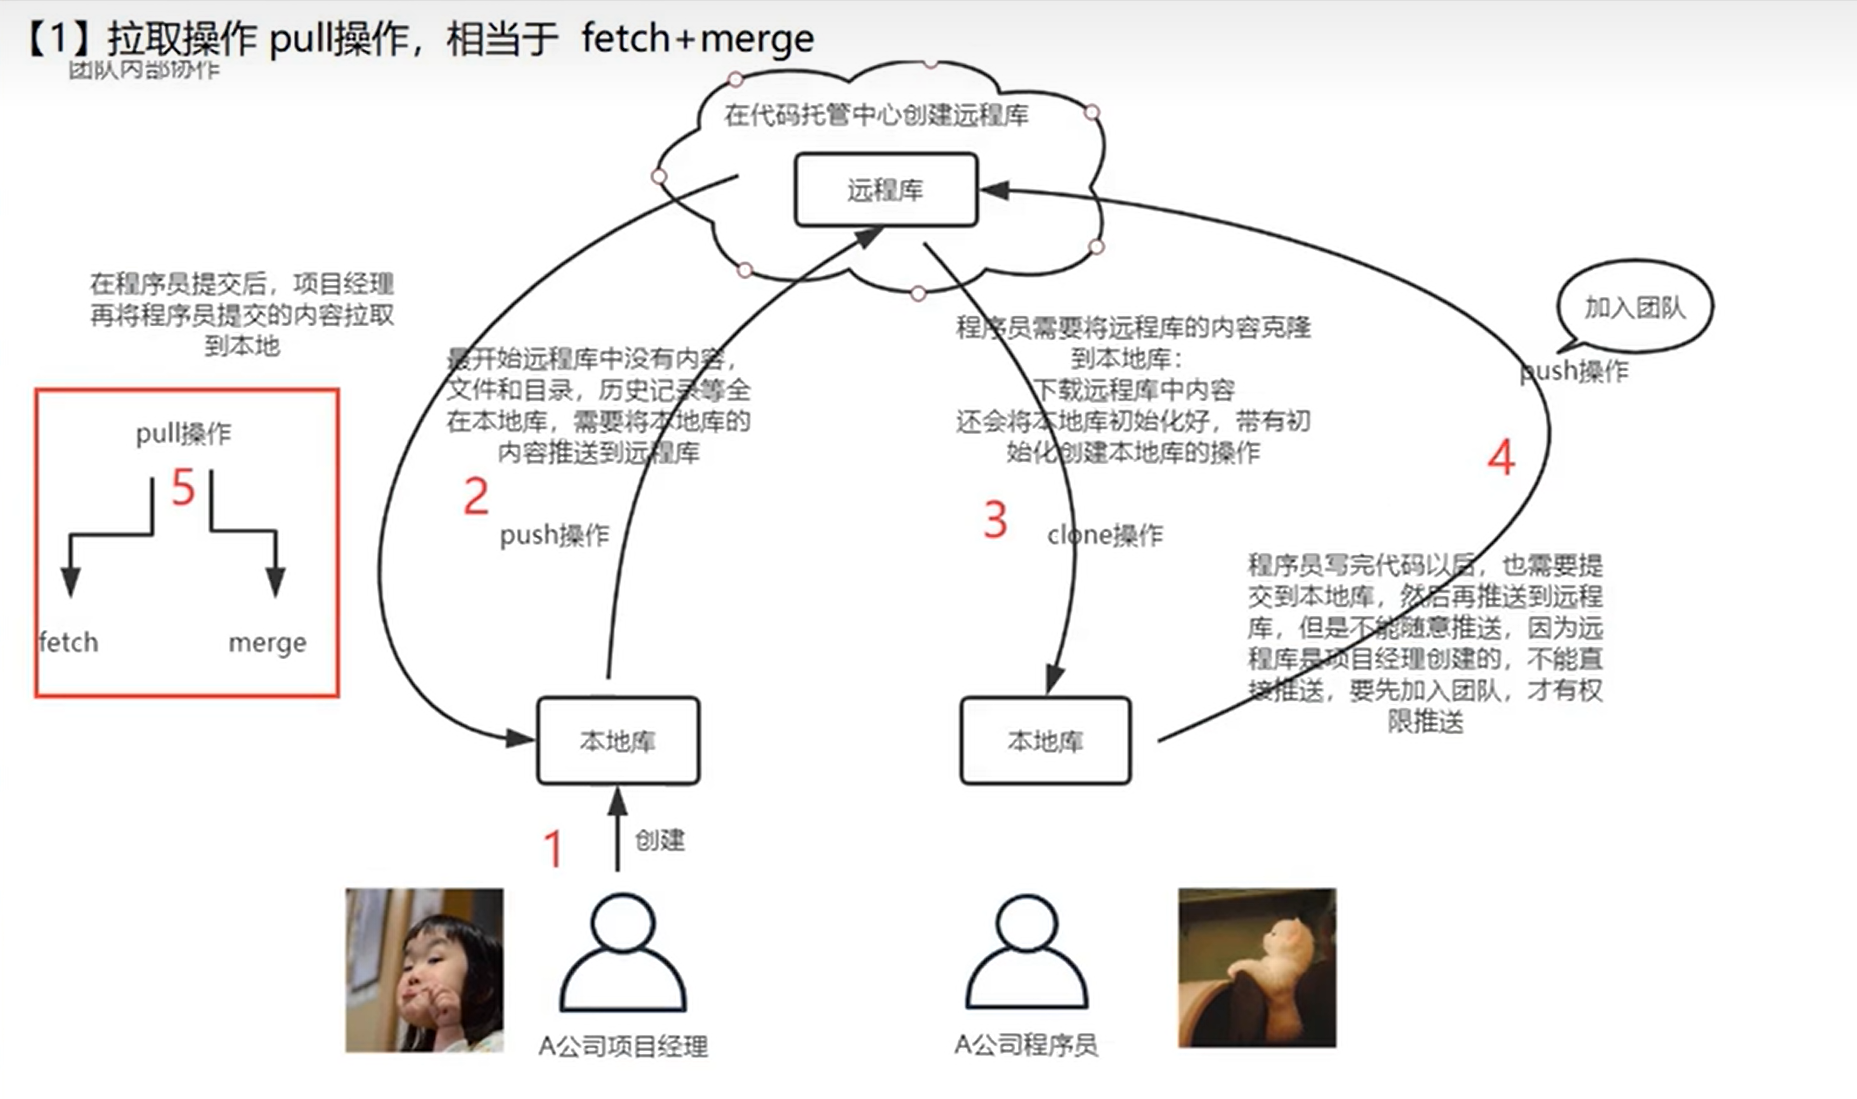 【1】拉取操作 pull操作，相当于 fetch+merge
团队内部协作
在代码托管中心创建远程库
远程库
在程序员提交后，项目经理
再将程序员提交的内容拉取
到本地
pull操作
5
fetch
merge
最开始远程库中没有内容，
文件和目录，历史记录等全
在本地库，需要将本地库的
内容推送到远程库
2
push操作
程序员需要将远程库的内容克隆
到本地库：
下载远程库中内容
还会将本地库初始化好，带有初
始化创建本地库的操作
3
clone操作
加入团队
push操作
4
程序员写完代码以后，也需要提
交到本地库，然后再推送到远程
库，但是不能随意推送，因为远
程库是项目经理创建的，不能直
接推送，要先加入团队，才有权
限推送
本地库
本地库
1
创建
A公司项目经理
A公司程序员